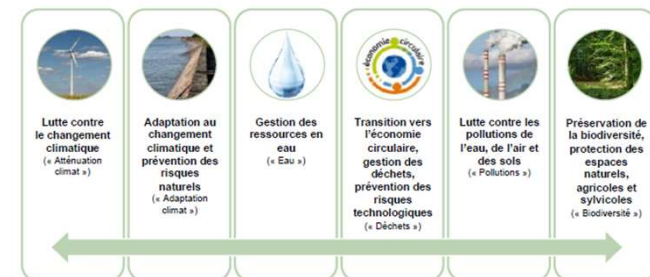 Lutte contre
le changement
climatique
(« Atténuation
climat »)
Adaptation au
changement
climatique et
prévention des
risques
naturels
(« Adaptation
climat »)
Gestion des
ressources en
eau
(« Eau »)
économie circulaire
Transition vers
l'économie
circulaire,
gestion des
déchets,
prévention des
risques
technologiques
(« Déchets »)
Lutte contre les
pollutions de
l'eau, de l'air et
des sols
(« Pollutions »)
Préservation de
la biodiversité,
protection des
espaces
naturels,
agricoles et
sylvicoles
(« Biodiversité »)